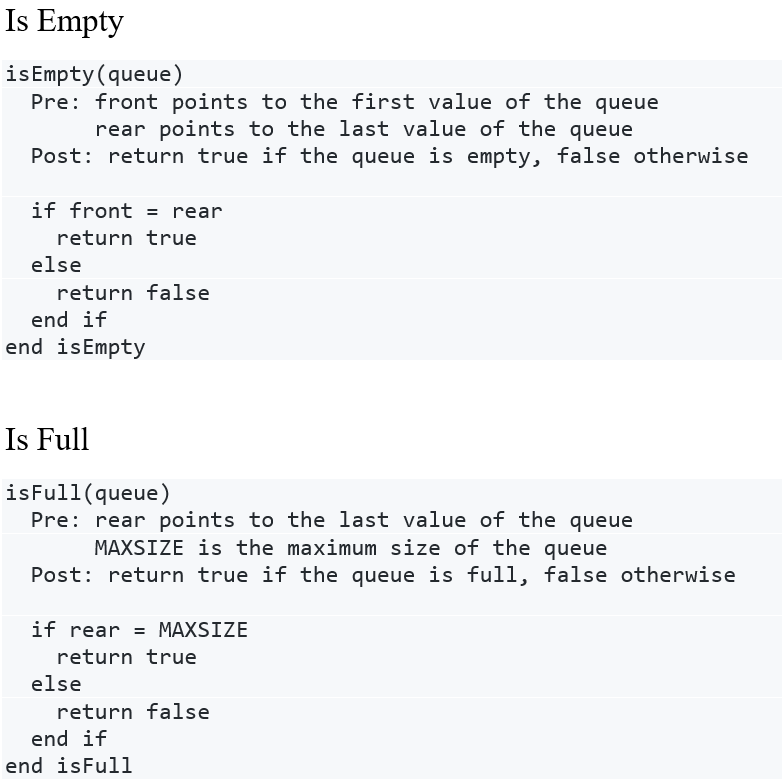 Is Empty
isEmpty(queue)
  Pre: front points to the first value of the queue
       rear points to the last value of the queue
  Post: return true if the queue is empty, false otherwise
  if front = rear
    return true
  else
    return false
  end if
end isEmpty
Is Full
isFull(queue)
  Pre: rear points to the last value of the queue
       MAXSIZE is the maximum size of the queue
  Post: return true if the queue is full, false otherwise
  if rear = MAXSIZE
    return true
  else
    return false
  end if
end isFull